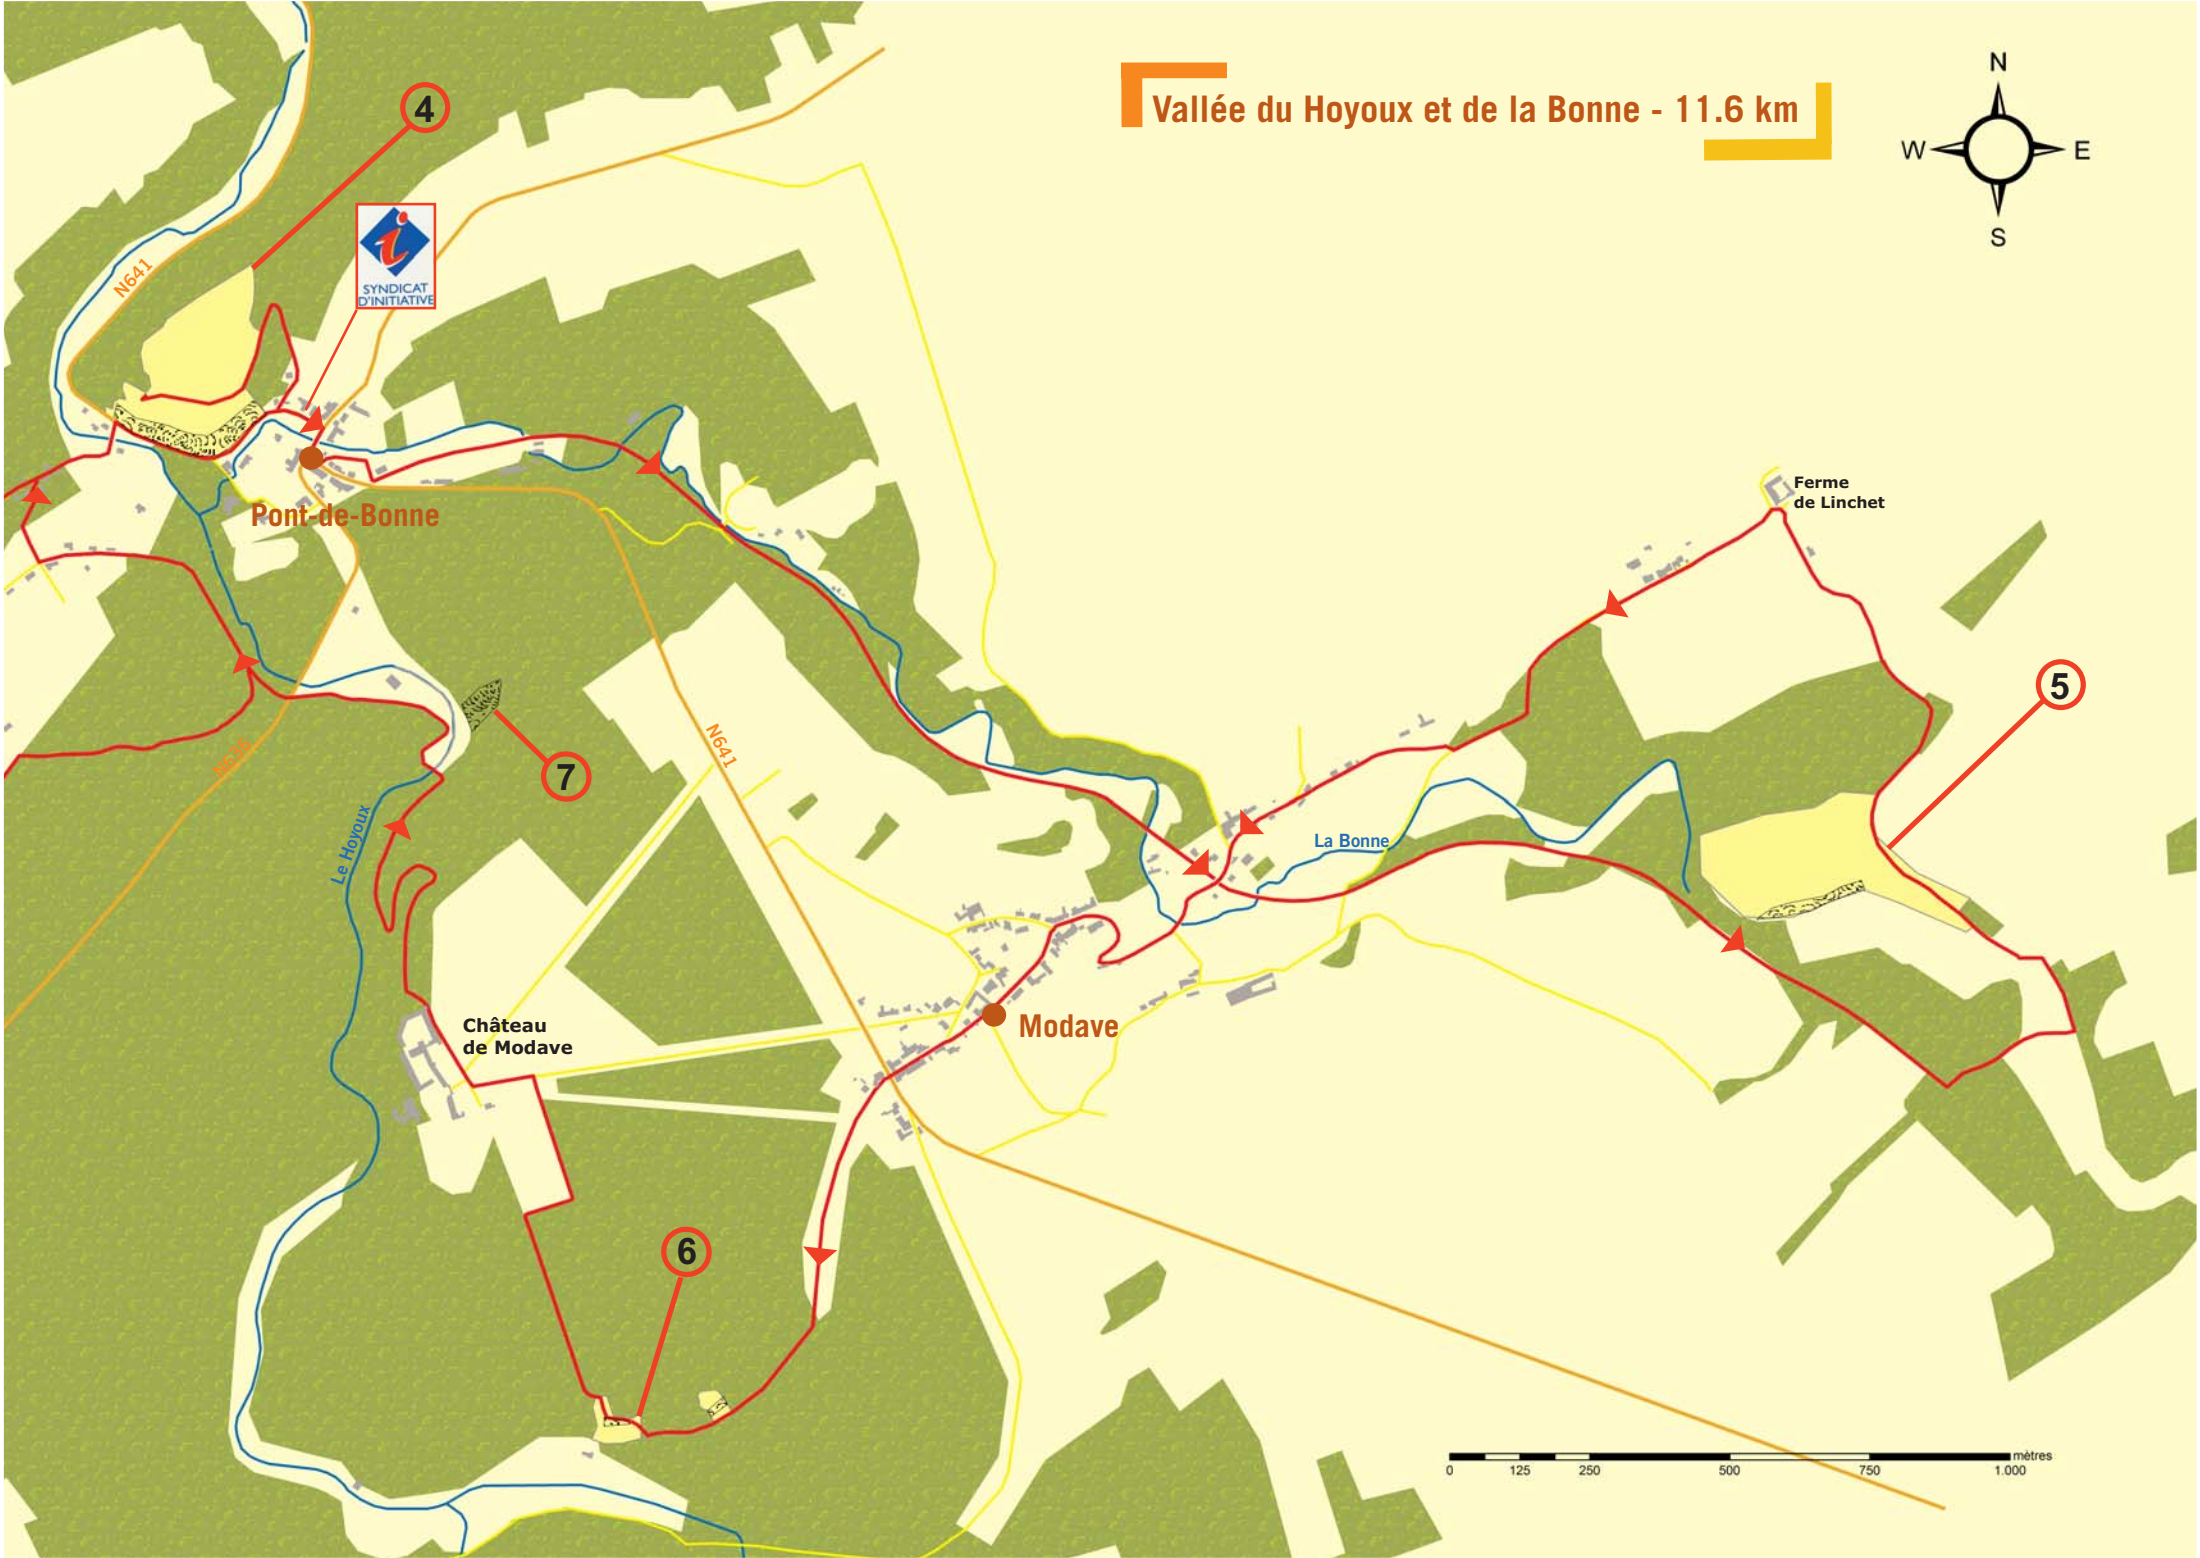 Vallée du Hoyoux et de la Bonne - 11.6 km
N
W
E
S
4
SYNDICAT
D'INITIATIVE
N641
Pont-de-Bonne
Ferme
de Linchet
5
7
N641
N636
Le Hoyoux
La Bonne
Château
de Modave
Modave
6
mètres
0 125 250 500 750 1.000